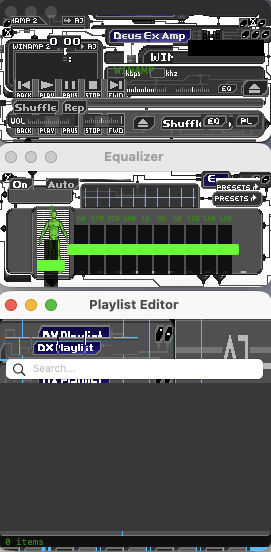 WINAMP 2 AJ
Deus Ex Amp
WINAMP 2 AJ
0 00
WINAMP
kbps khz
BACK PLAY PAUS STOP FWD
EQ
Shuffle Rep
VOL
Shuffle EQ PL
BACK PLAY PAUS STOP FWD
Equalizer
On Auto
PRESETS
PRESETS
60 170 310 600 1K 3K 6K 12K 14K 16K
Playlist Editor
DX Playlist
DX Playlist
Search...
0 items